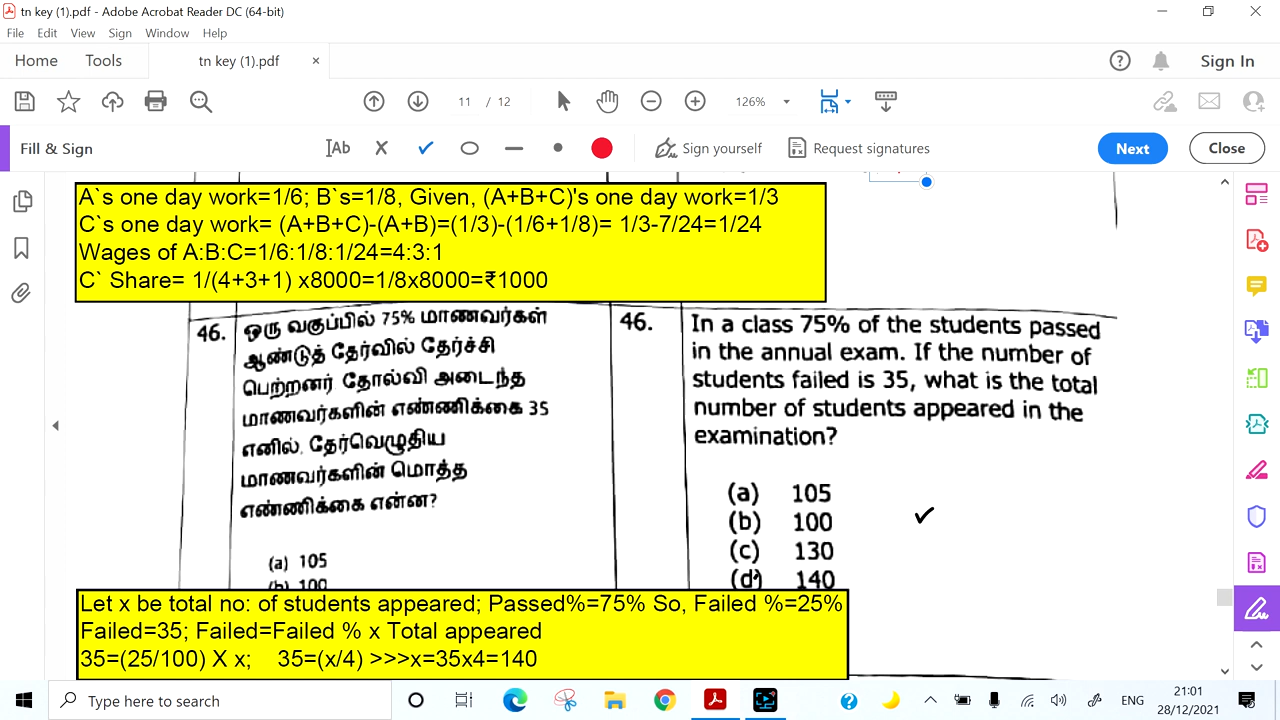 tn key (1).pdf - Adobe Acrobat Reader DC (64-bit)
File Edit View Sign Window Help
Home Tools tn key (1).pdf × Sign In
11 / 12 126%
Fill & Sign Ab Sign yourself Request signatures Next Close
A`s one day work=1/6; B`s=1/8, Given, (A+B+C)'s one day work=1/3
C`s one day work= (A+B+C)-(A+B)=(1/3)-(1/6+1/8)= 1/3-7/24=1/24
Wages of A:B:C=1/6:1/8:1/24=4:3:1
C` Share= 1/(4+3+1) x8000=1/8x8000=₹1000
46. ஒரு வகுப்பில் 75% மாணவர்கள்
ஆண்டுத் தேர்வில் தேர்ச்சி
பெற்றனர் தோல்வி அடைந்த
மாணவர்களின் எண்ணிக்கை 35
எனில், தேர்வெழுதிய
மாணவர்களின் மொத்த
எண்ணிக்கை என்ன?
(a) 105
(b) 100
46. In a class 75% of the students passed
in the annual exam. If the number of
students failed is 35, what is the total
number of students appeared in the
examination?
(a) 105
(b) 100
(c) 130
(d) 140
Let x be total no: of students appeared; Passed%=75% So, Failed %=25%
Failed=35; Failed=Failed % x Total appeared
35=(25/100) X x; 35=(x/4) >>>x=35x4=140
Type here to search
ENG
21:01
28/12/2021